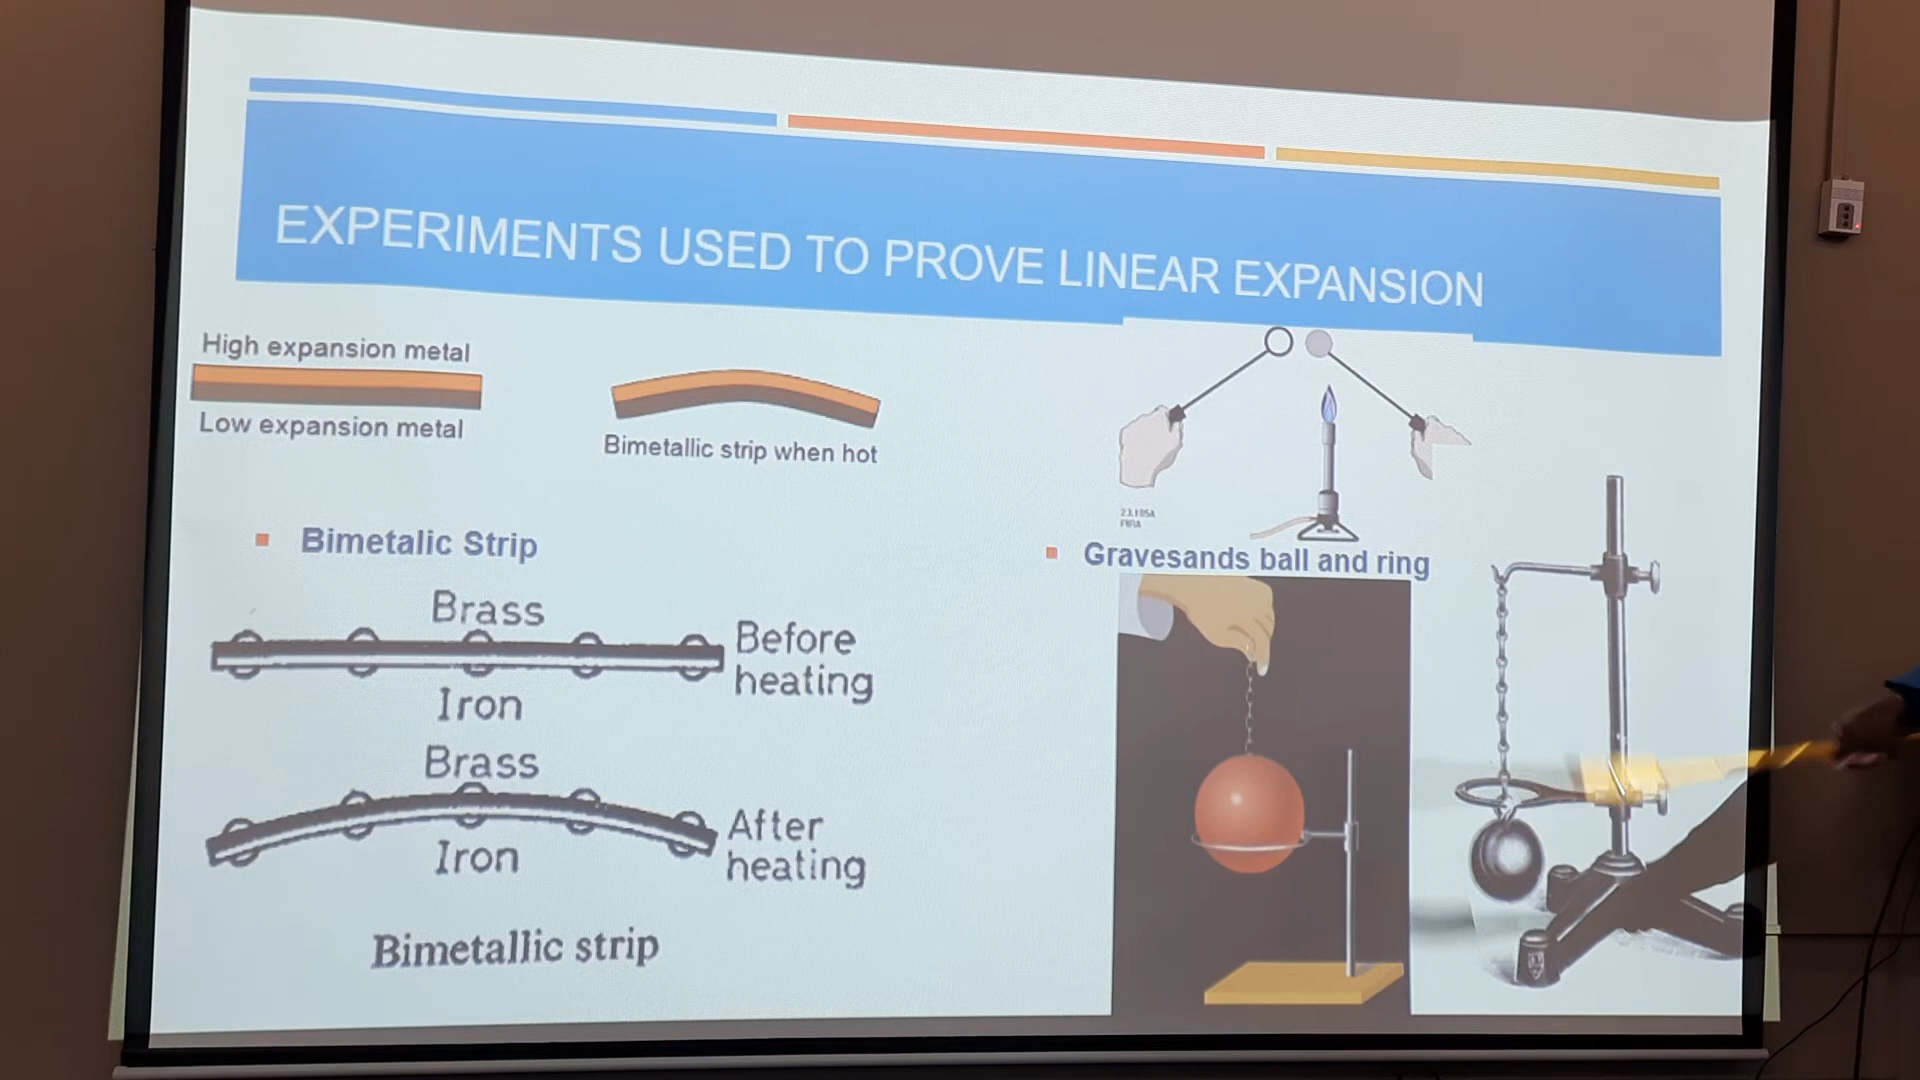 EXPERIMENTS USED TO PROVE LINEAR EXPANSION
High expansion metal
Low expansion metal
Bimetallic strip when hot
Bimetalic Strip
Brass
Before
heating
Iron
Brass
After
heating
Iron
Bimetallic strip
Gravesands ball and ring